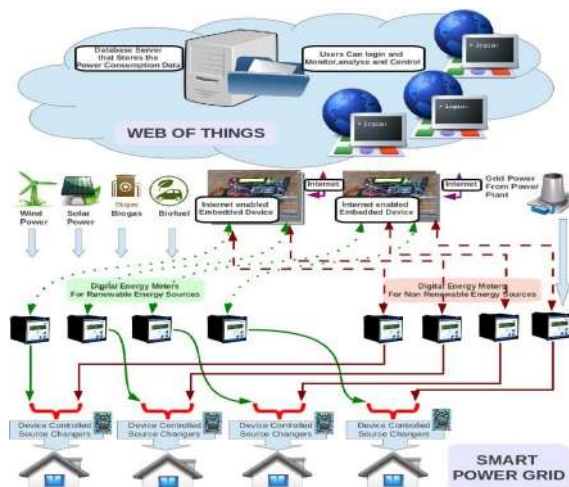 Database Server
that Stores the
Power Consumption Data
Users Can login and
Monitor,analyse and Control
WEB OF THINGS
Wind
Power
Solar
Power
Biogas
Biogas
Biofuel
Internet enabled
Embedded Device
Internet
Internet enabled
Embedded Device
Internet
Grid Power
From Power
Plant
Digital Energy Meters
For Renewable Energy Sources
Digital Energy Meters
For Non Renewable Energy Sources
Device Controlled
Source Changers
Device Controlled
Source Changers
Device Controlled
Source Changers
Device Controlled
Source Changers
SMART
POWER GRID